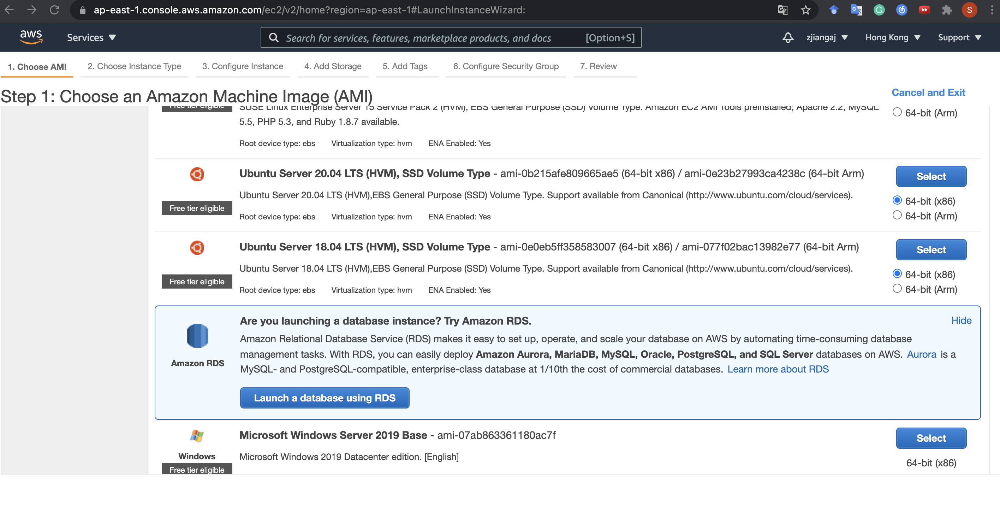 ap-east-1.console.aws.amazon.com/ec2/v2/home?region=ap-east-1#LaunchInstanceWizard:
S
aws
Services
Search for services, features, marketplace products, and docs
[Option+S]
zjiangaj
Hong Kong
Support
1. Choose AMI
2. Choose Instance Type
3. Configure Instance
4. Add Storage
5. Add Tags
6. Configure Security Group
7. Review
Step 1: Choose an Amazon Machine Image (AMI)
Cancel and Exit
Free tier eligible
SUSE Linux Enterprise Server 15 Service Pack 2 (HVM), EBS General Purpose (SSD) Volume Type. Amazon EC2 AMI Tools preinstalled; Apache 2.2, MySQL
5.5, PHP 5.3, and Ruby 1.8.7 available.
64-bit (Arm)
Root device type: ebs
Virtualization type: hvm
ENA Enabled: Yes
Ubuntu Server 20.04 LTS (HVM), SSD Volume Type - ami-0b215afe809665ae5 (64-bit x86) / ami-0e23b27993ca4238c (64-bit Arm)
Select
Ubuntu Server 20.04 LTS (HVM),EBS General Purpose (SSD) Volume Type. Support available from Canonical (http://www.ubuntu.com/cloud/services).
64-bit (x86)
Free tier eligible
64-bit (Arm)
Root device type: ebs
Virtualization type: hvm
ENA Enabled: Yes
Ubuntu Server 18.04 LTS (HVM), SSD Volume Type - ami-0e0eb5ff358583007 (64-bit x86) / ami-077f02bac13982e77 (64-bit Arm)
Select
Ubuntu Server 18.04 LTS (HVM),EBS General Purpose (SSD) Volume Type. Support available from Canonical (http://www.ubuntu.com/cloud/services).
64-bit (x86)
Free tier eligible
64-bit (Arm)
Root device type: ebs
Virtualization type: hvm
ENA Enabled: Yes
Are you launching a database instance? Try Amazon RDS.
Hide
Amazon Relational Database Service (RDS) makes it easy to set up, operate, and scale your database on AWS by automating time-consuming database
management tasks. With RDS, you can easily deploy Amazon Aurora, MariaDB, MySQL, Oracle, PostgreSQL, and SQL Server databases on AWS. Aurora is a
MySQL- and PostgreSQL-compatible, enterprise-class database at 1/10th the cost of commercial databases. Learn more about RDS
Amazon RDS
Launch a database using RDS
Microsoft Windows Server 2019 Base - ami-07ab863361180ac7f
Select
Windows
Microsoft Windows 2019 Datacenter edition. [English]
64-bit (x86)
Free tier eligible